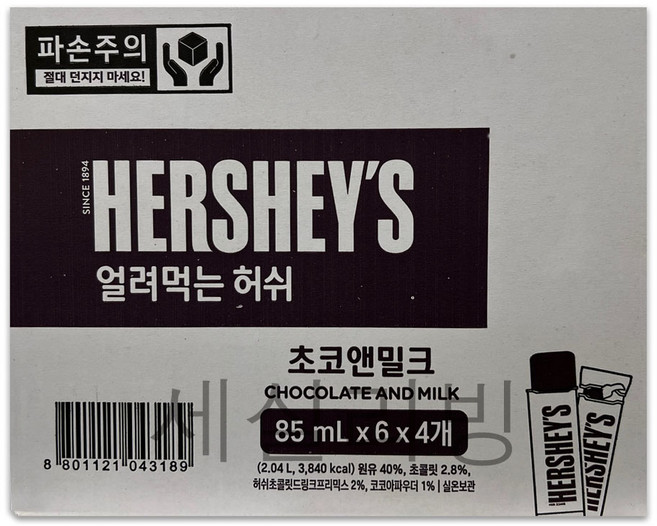 파손주의
절대 던지지 마세요!
SINCE 1894
HERSHEY'S
얼려먹는 허쉬
초코앤밀크
CHOCOLATE AND MILK
85 mL x 6 x 4개
(2.04 L, 3,840 kcal) 원유 40%, 초콜릿 2.8%,
허쉬초콜릿드링크프리믹스 2%, 코코아파우더 1% | 실온보관
8 801121 043189
HERSHEY'S
HERSHEY'S
세신리빙